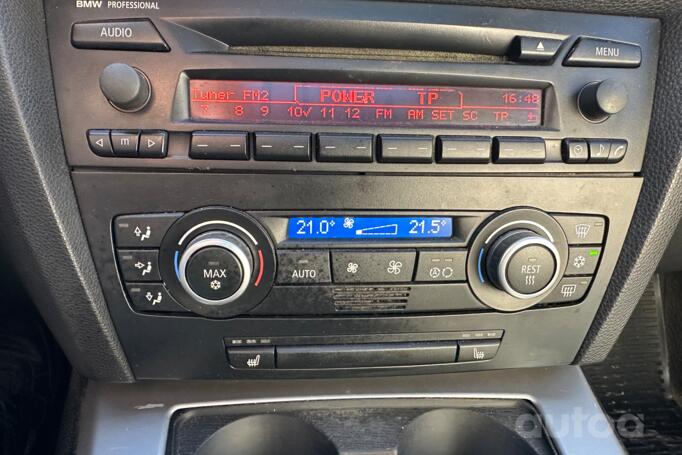 BMW PROFESSIONAL
AUDIO
MENU
Tuner FM2 POWER TP 16:48
7 8 9 10✓ 11 12 FM AM SET SC TP
M
21.0° 21.5°
MAX
AUTO
A
REST
autoa